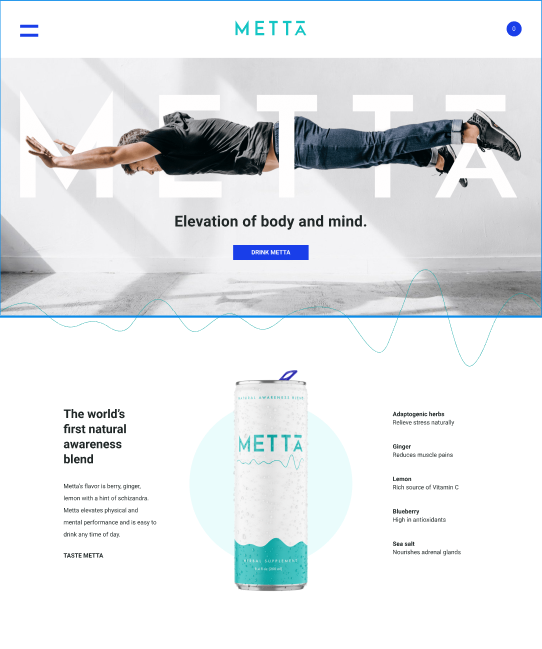 METTĀ
0
METTĀ
Elevation of body and mind.
DRINK METTA
The world's
first natural
awareness
blend
Metta's flavor is berry, ginger,
lemon with a hint of schizandra.
Metta elevates physical and
mental performance and is easy to
drink any time of day.
TASTE METTA
NATURAL AWARENESS BLEND
METTĀ
HERBAL SUPPLEMENT
Adaptogenic herbs
Relieve stress naturally
Ginger
Reduces muscle pains
Lemon
Rich source of Vitamin C
Blueberry
High in antioxidants
Sea salt
Nourishes adrenal glands